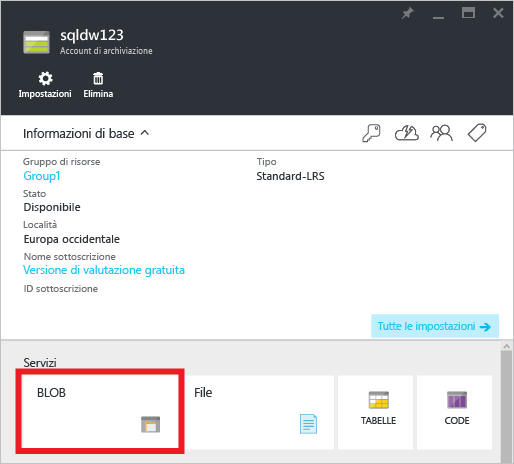 sqldw123
Account di archiviazione
Impostazioni
Elimina
Informazioni di base
Gruppo di risorse
Group1
Tipo
Standard-LRS
Stato
Disponibile
Località
Europa occidentale
Nome sottoscrizione
Versione di valutazione gratuita
ID sottoscrizione
Tutte le impostazioni
Servizi
BLOB
File
TABELLE
CODE